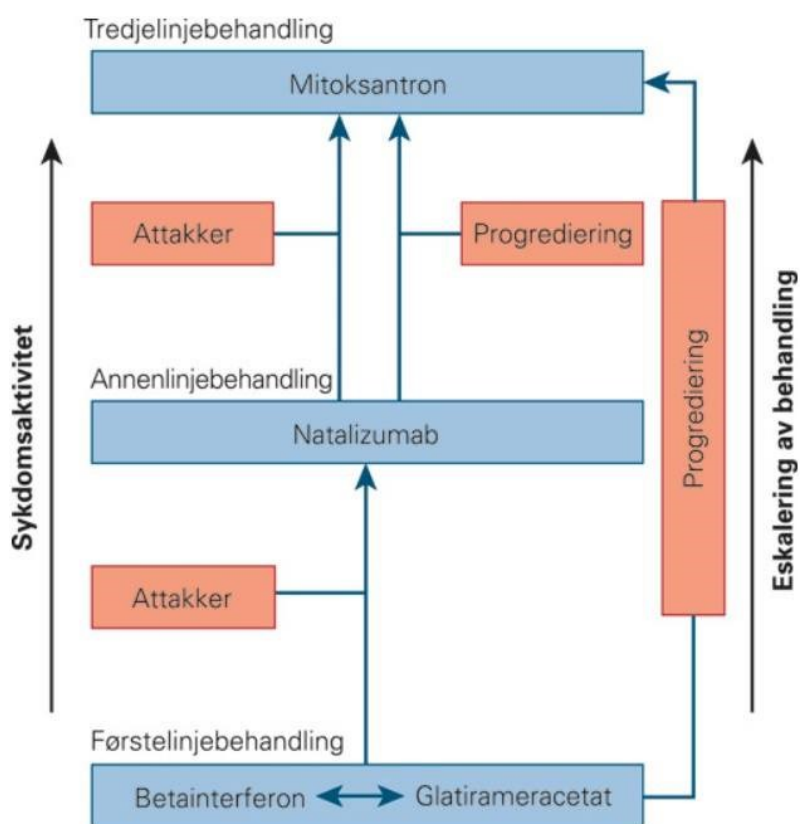 Tredjelinjebehandling
Mitoksantron
Attakker
Progrediering
Progrediering
Annenlinjebehandling
Natalizumab
Attakker
Førstelinjebehandling
Betainterferon
Glatirameracetat
Sykdomsaktivitet
Eskalering av behandling